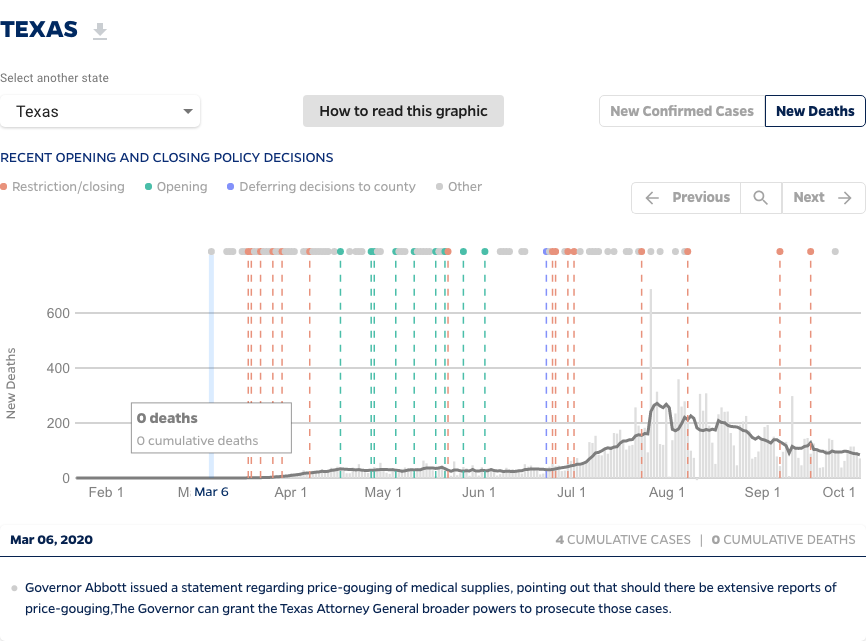 TEXAS
Select another state
Texas
How to read this graphic
New Confirmed Cases
New Deaths
RECENT OPENING AND CLOSING POLICY DECISIONS
Restriction/closing
Opening
Deferring decisions to county
Other
Previous
Next
New Deaths
600
400
200
0
0 deaths
0 cumulative deaths
Feb 1
M
Mar 6
Apr 1
May 1
Jun 1
Jul 1
Aug 1
Sep 1
Oct 1
Mar 06, 2020
4 CUMULATIVE CASES | 0 CUMULATIVE DEATHS
Governor Abbott issued a statement regarding price-gouging of medical supplies, pointing out that should there be extensive reports of
price-gouging,The Governor can grant the Texas Attorney General broader powers to prosecute those cases.